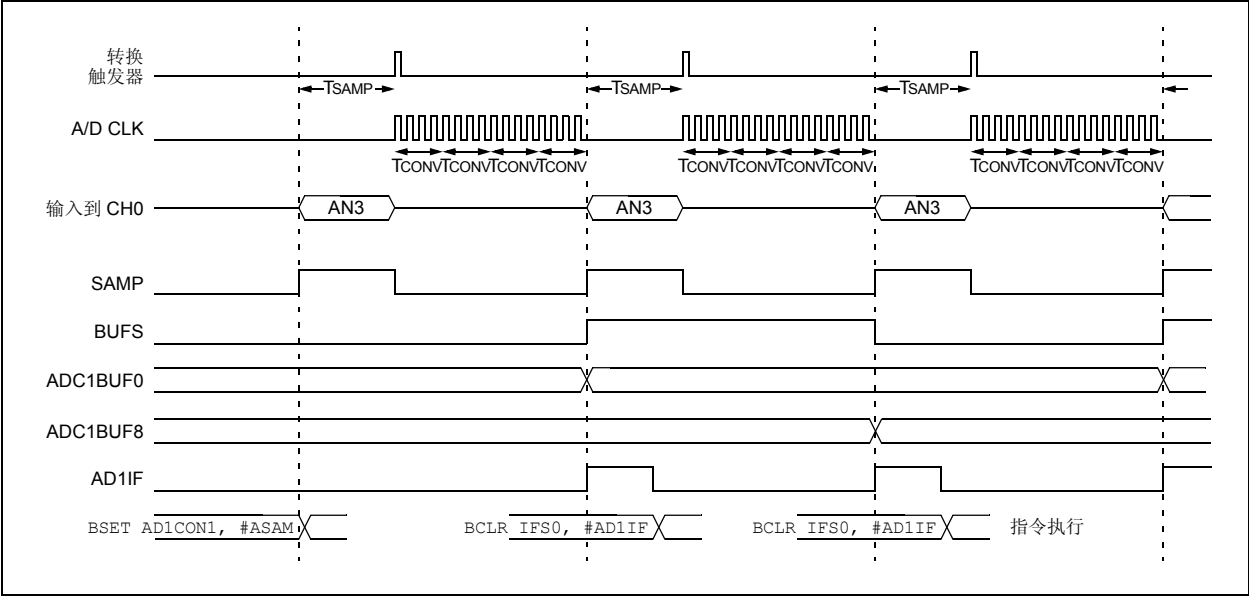 转换
触发器
TSAMP TSAMP TSAMP
A/D CLK
TCONV TCONV TCONV TCONV TCONV TCONV TCONV TCONV TCONV TCONV TCONV TCONV
输入到 CH0 AN3 AN3 AN3
SAMP
BUFS
ADC1BUF0
ADC1BUF8
AD1IF
BSET AD1CON1, #ASAM BCLR IFS0, #AD1IF BCLR IFS0, #AD1IF 指令执行